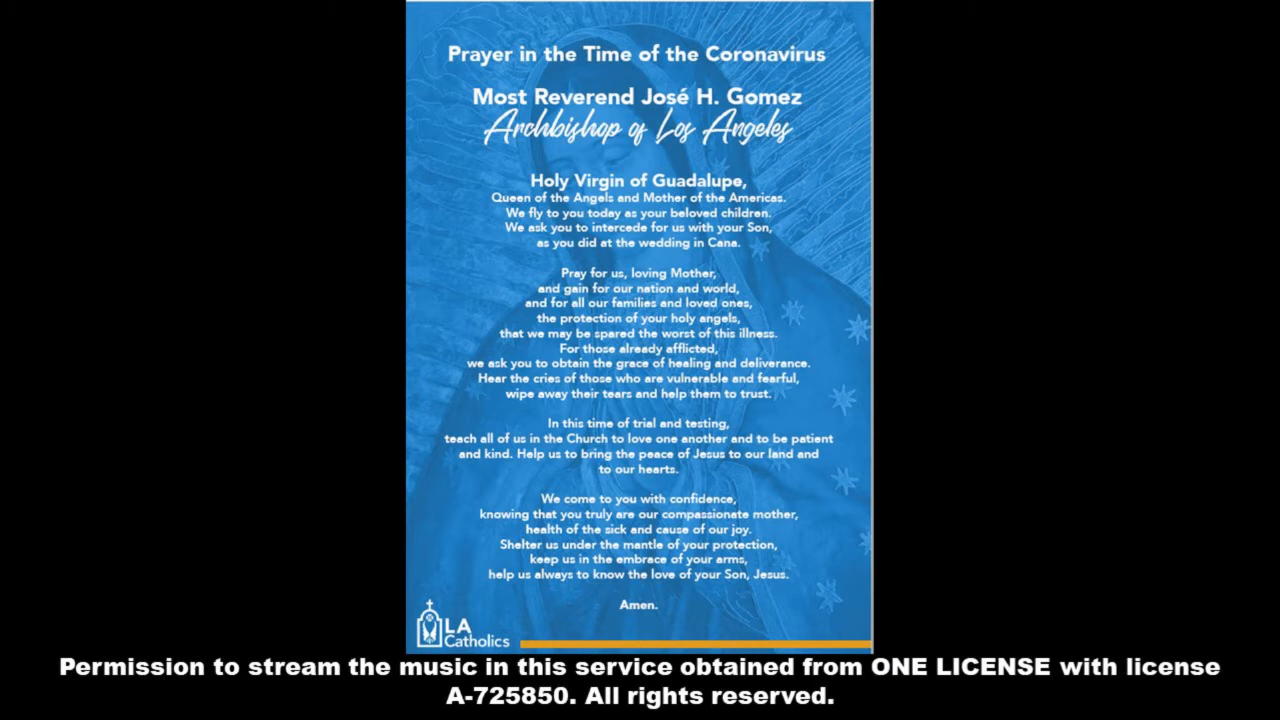 Prayer in the Time of the Coronavirus
Most Reverend José H. Gomez
Archbishop of Los Angeles
Holy Virgin of Guadalupe,
Queen of the Angels and Mother of the Americas.
We fly to you today as your beloved children.
We ask you to intercede for us with your Son,
as you did at the wedding in Cana.
Pray for us, loving Mother,
and gain for our nation and world,
and for all our families and loved ones,
the protection of your holy angels,
that we may be spared the worst of this illness.
For those already afflicted,
we ask you to obtain the grace of healing and deliverance.
Hear the cries of those who are vulnerable and fearful,
wipe away their tears and help them to trust.
In this time of trial and testing,
teach all of us in the Church to love one another and to be patient
and kind. Help us to bring the peace of Jesus to our land and
to our hearts.
We come to you with confidence,
knowing that you truly are our compassionate mother,
health of the sick and cause of our joy.
Shelter us under the mantle of your protection,
keep us in the embrace of your arms,
help us always to know the love of your Son, Jesus.
Amen.
LA
Catholics
Permission to stream the music in this service obtained from ONE LICENSE with license
A-725850. All rights reserved.